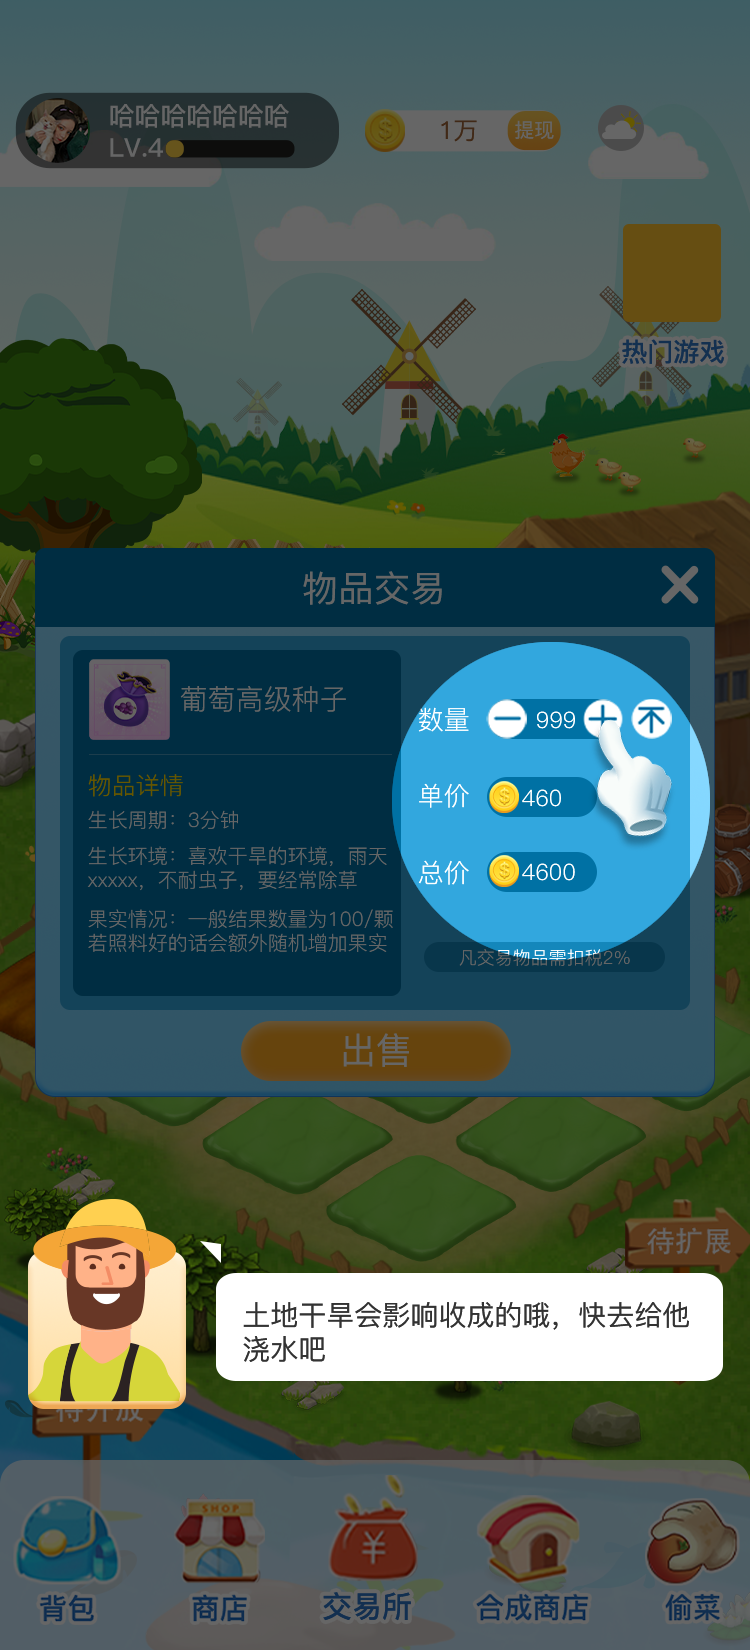 哈哈哈哈哈哈哈
LV.4
1万
提现
热门游戏
物品交易
葡萄高级种子
物品详情
生长周期：3分钟
生长环境：喜欢干旱的环境，雨天
xxxxx，不耐虫子，要经常除草
果实情况：一般结果数量为100/颗
若照料好的话会额外随机增加果实
数量
999
单价
460
总价
4600
凡交易物品需扣税2%
出售
待扩展
土地干旱会影响收成的哦，快去给他
浇水吧
待开放
SHOP
背包
商店
交易所
合成商店
偷菜